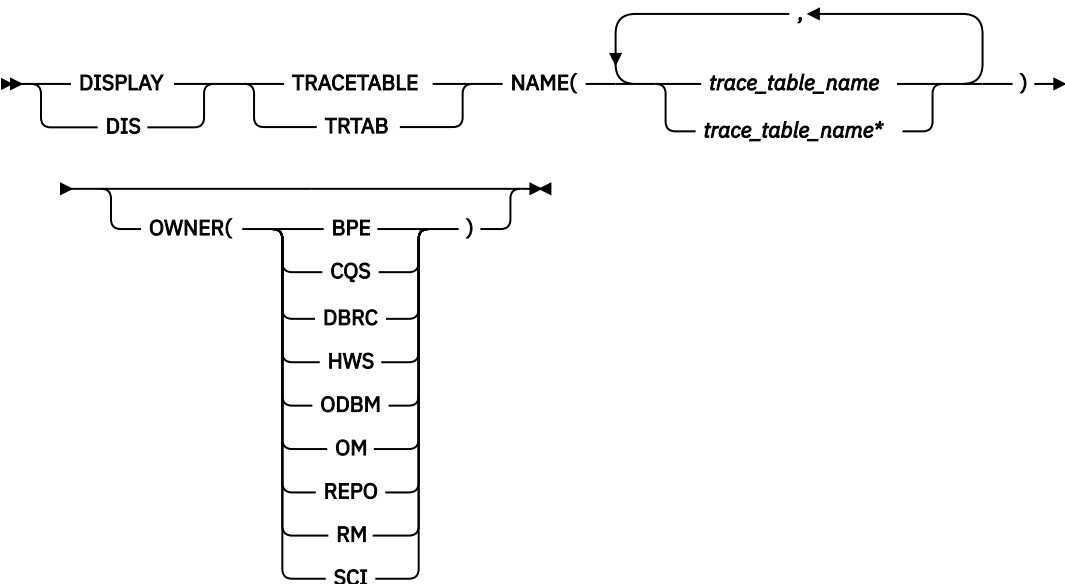 ,
DISPLAY TRACETABLE NAME( trace_table_name )
DIS TRTAB trace_table_name*
OWNER( BPE )
CQS
DBRC
HWS
ODBM
OM
REPO
RM
SCI